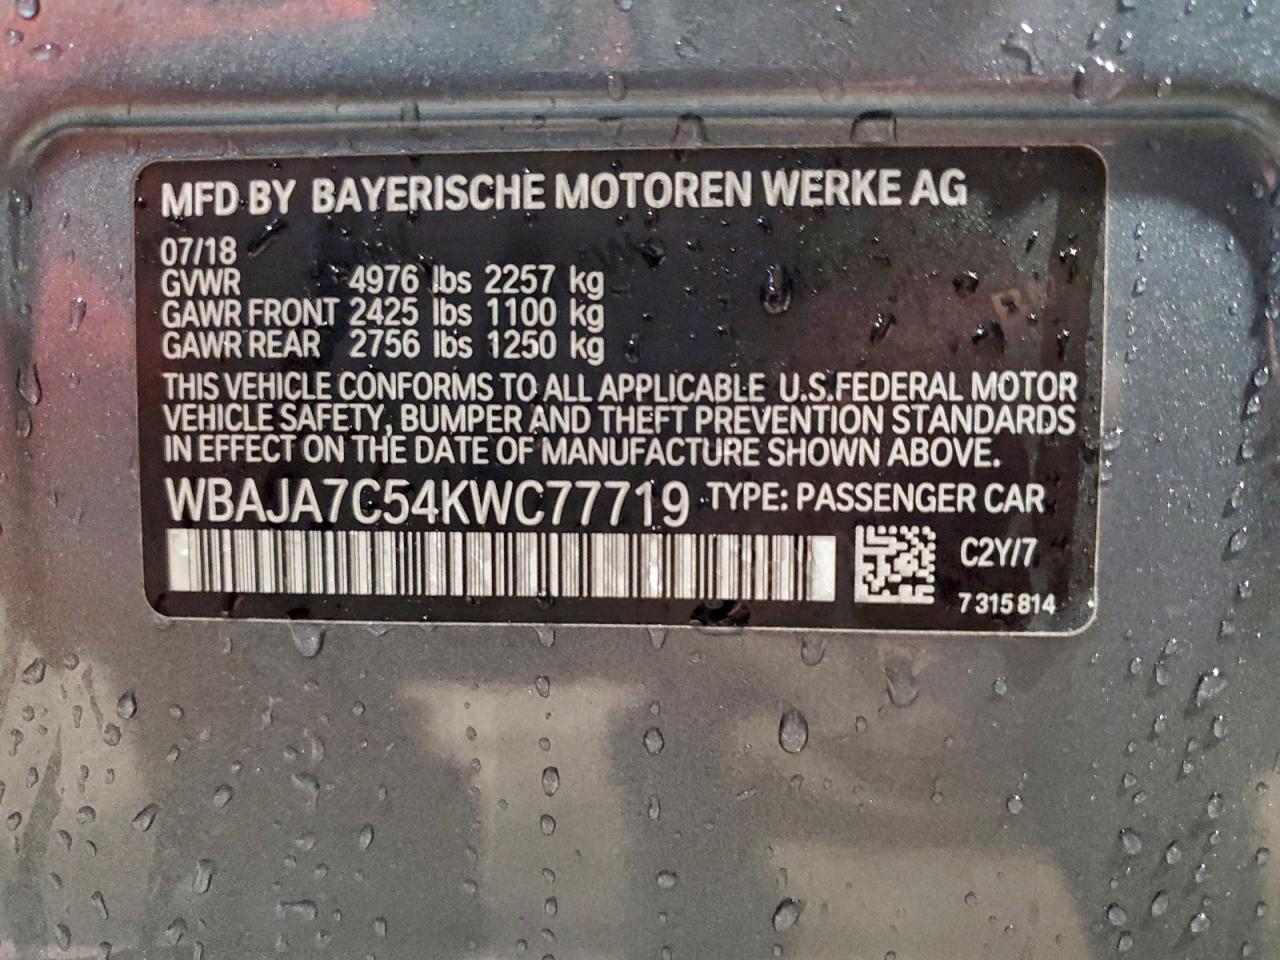 MFD BY BAYERISCHE MOTOREN WERKE AG
07/18
GVWR 4976 lbs 2257 kg
GAWR FRONT 2425 lbs 1100 kg
GAWR REAR 2756 lbs 1250 kg
THIS VEHICLE CONFORMS TO ALL APPLICABLE U.S.FEDERAL MOTOR
VEHICLE SAFETY, BUMPER AND THEFT PREVENTION STANDARDS
IN EFFECT ON THE DATE OF MANUFACTURE SHOWN ABOVE.
WBAJA7C54KWC77719 TYPE: PASSENGER CAR
C2Y/7
7 315 814